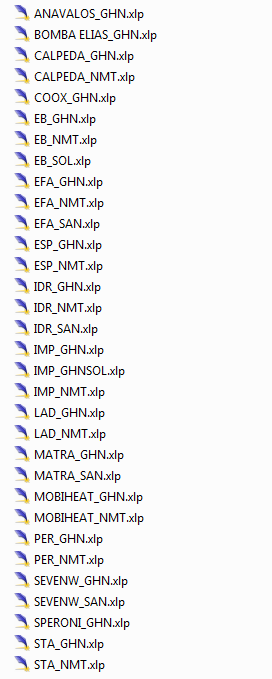 ANAVALOS_GHN.xlp
BOMBA ELIAS_GHN.xlp
CALPEDA_GHN.xlp
CALPEDA_NMT.xlp
COOX_GHN.xlp
EB_GHN.xlp
EB_NMT.xlp
EB_SOL.xlp
EFA_GHN.xlp
EFA_NMT.xlp
EFA_SAN.xlp
ESP_GHN.xlp
ESP_NMT.xlp
IDR_GHN.xlp
IDR_NMT.xlp
IDR_SAN.xlp
IMP_GHN.xlp
IMP_GHNSOL.xlp
IMP_NMT.xlp
LAD_GHN.xlp
LAD_NMT.xlp
MATRA_GHN.xlp
MATRA_SAN.xlp
MOBIHEAT_GHN.xlp
MOBIHEAT_NMT.xlp
PER_GHN.xlp
PER_NMT.xlp
SEVENW_GHN.xlp
SEVENW_SAN.xlp
SPERONI_GHN.xlp
STA_GHN.xlp
STA_NMT.xlp